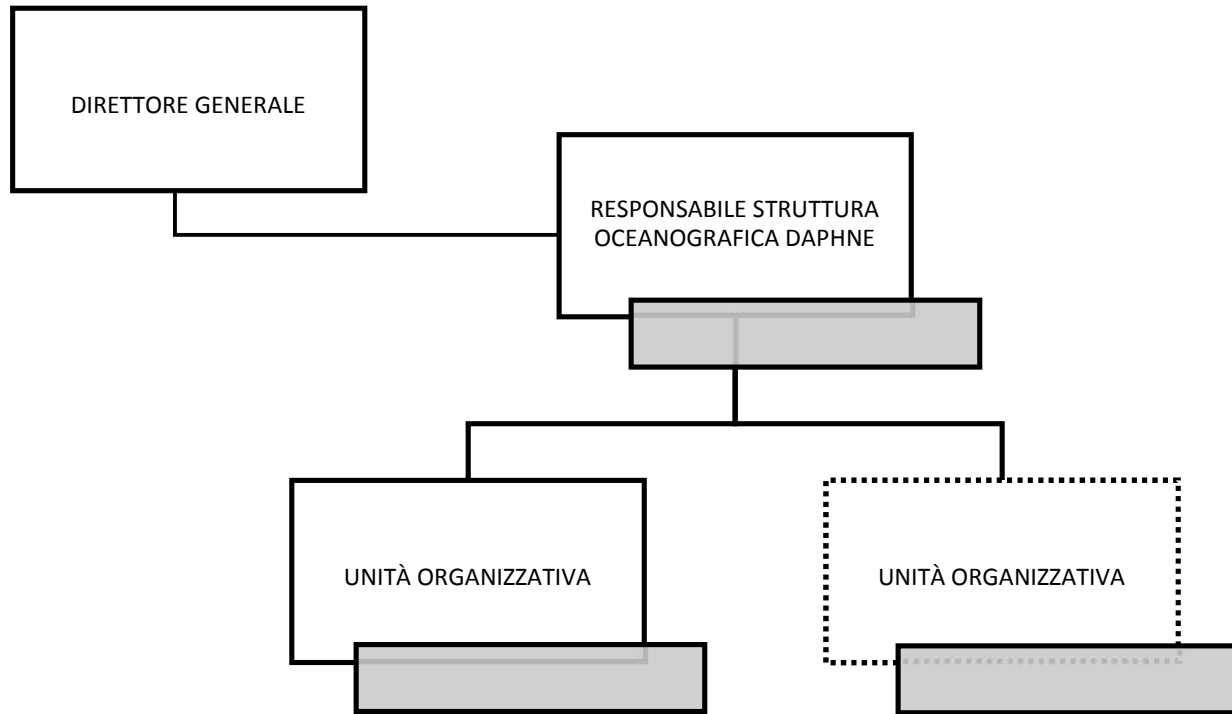 DIRETTORE GENERALE
RESPONSABILE STRUTTURA
OCEANOGRAFICA DAPHNE
UNITÀ ORGANIZZATIVA
UNITÀ ORGANIZZATIVA